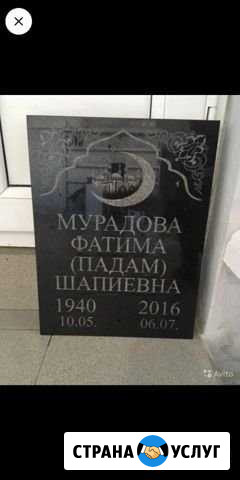 МУРАДОВА
ФАТИМА
(ПАДАМ)
ШАПИЕВНА
1940 2016
10.05. 06.07.
Avito
СТРАНА УСЛУГ